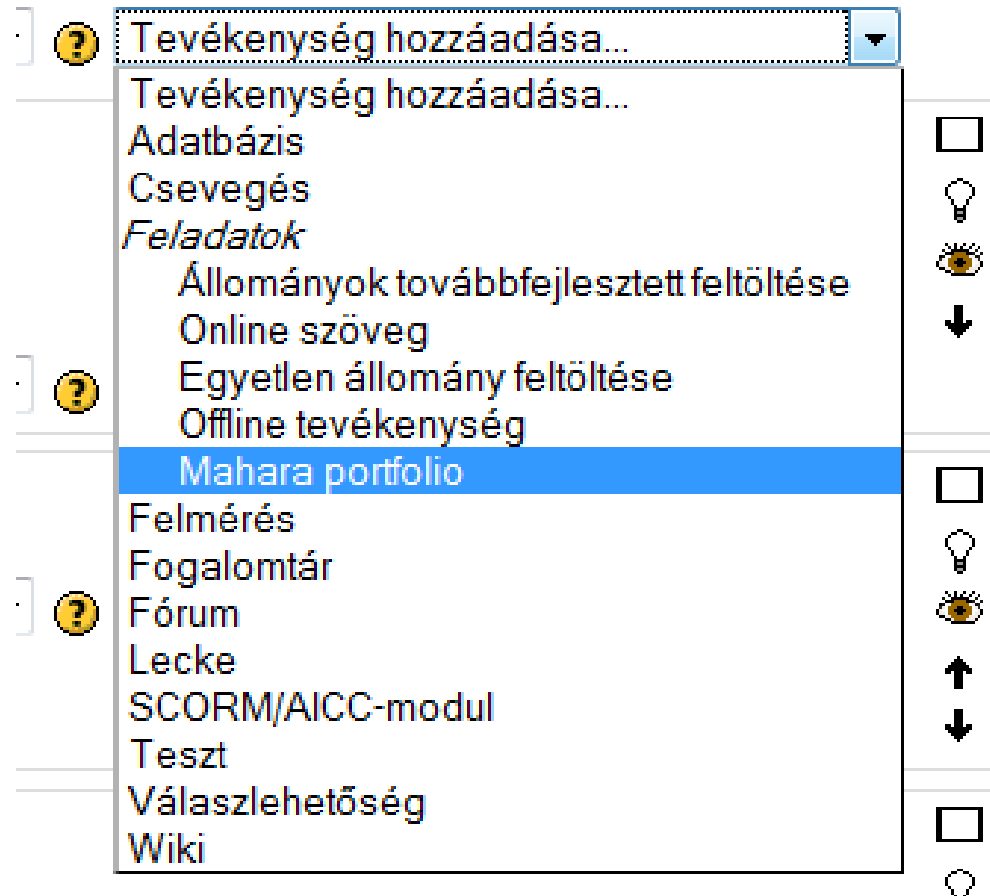 Tevékenység hozzáadása...
Tevékenység hozzáadása...
Adatbázis
Csevegés
Feladatok
Állományok továbbfejlesztett feltöltése
Online szöveg
Egyetlen állomány feltöltése
Offline tevékenység
Mahara portfolio
Felmérés
Fogalomtár
Fórum
Lecke
SCORM/AICC-modul
Teszt
Válaszlehetőség
Wiki